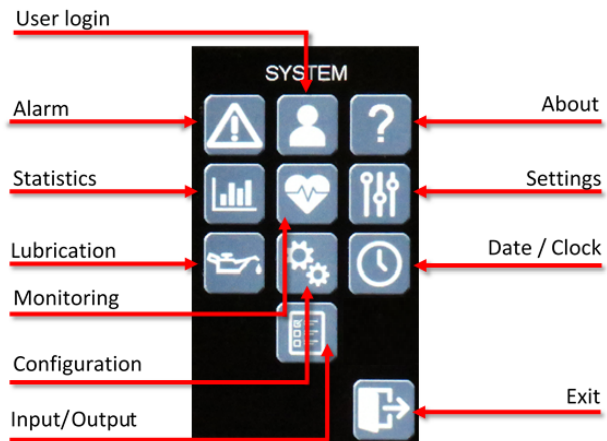 User login
SYSTEM
Alarm
About
Statistics
Settings
Lubrication
Date / Clock
Monitoring
Configuration
Exit
Input/Output